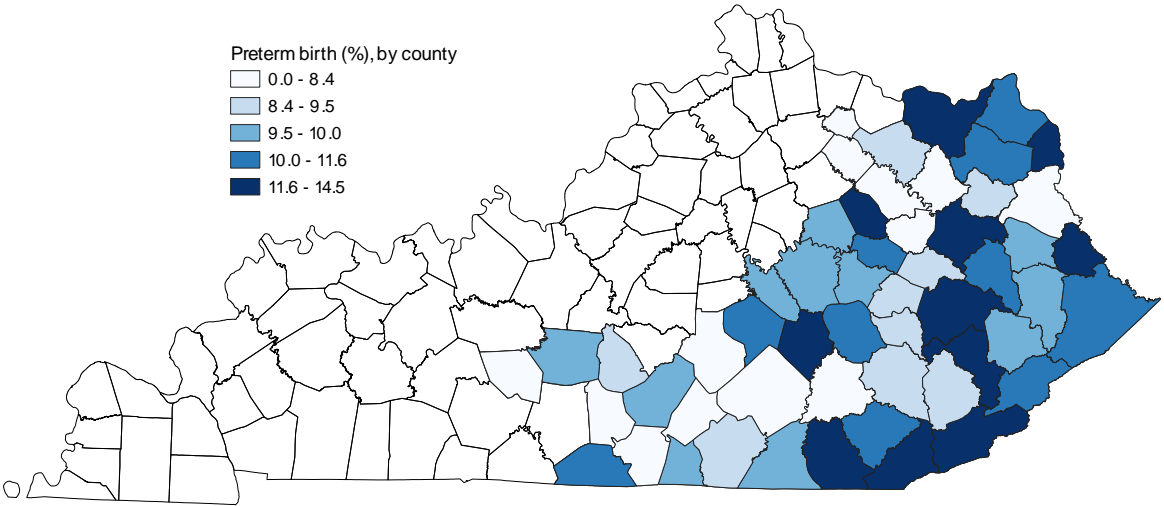 Preterm birth (%), by county
0.0 - 8.4
8.4 - 9.5
9.5 - 10.0
10.0 - 11.6
11.6 - 14.5